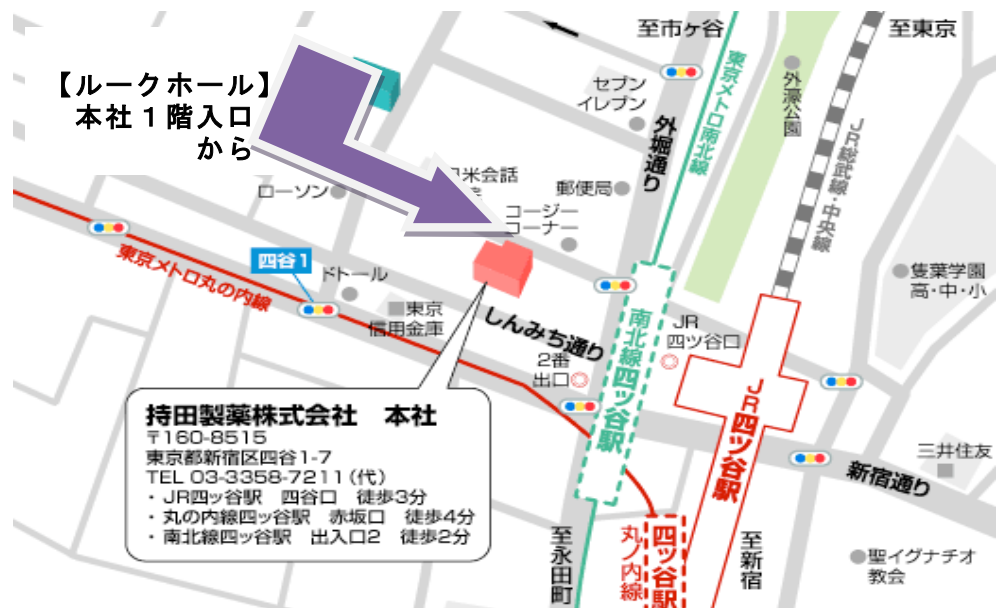 至市ヶ谷
至東京
【ルークホール】
本社１階入口
から
セブン
イレブン
外濠公園
東京メトロ南北線
外堀通り
JR総武線・中央線
米会話
ローソン
郵便局
コージー
コーナー
東京メトロ丸の内線
四谷1
ドトール
東京
信用金庫
しんみち通り
2番
出口
南北線四ッ谷駅
JR
四ツ谷口
雙葉学園
高・中・小
JR四ツ谷駅
持田製薬株式会社　本社
〒160-8515
東京都新宿区四谷1-7
TEL 03-3358-7211（代）
・JR四ッ谷駅　四谷口　徒歩3分
・丸の内線四ッ谷駅　赤坂口　徒歩4分
・南北線四ッ谷駅　出入口2　徒歩2分
三井住友
新宿通り
至永田町
丸ノ内線
四ツ谷駅
至新宿
聖イグナチオ
教会